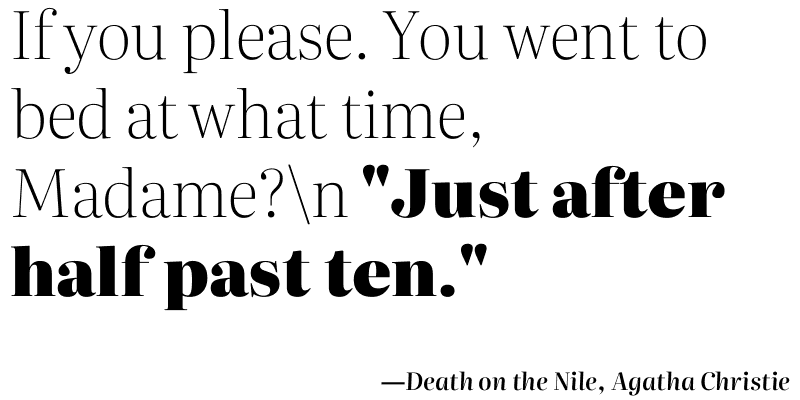 If you please. You went to
bed at what time,
Madame?\n "Just after
half past ten."
—Death on the Nile, Agatha Christie